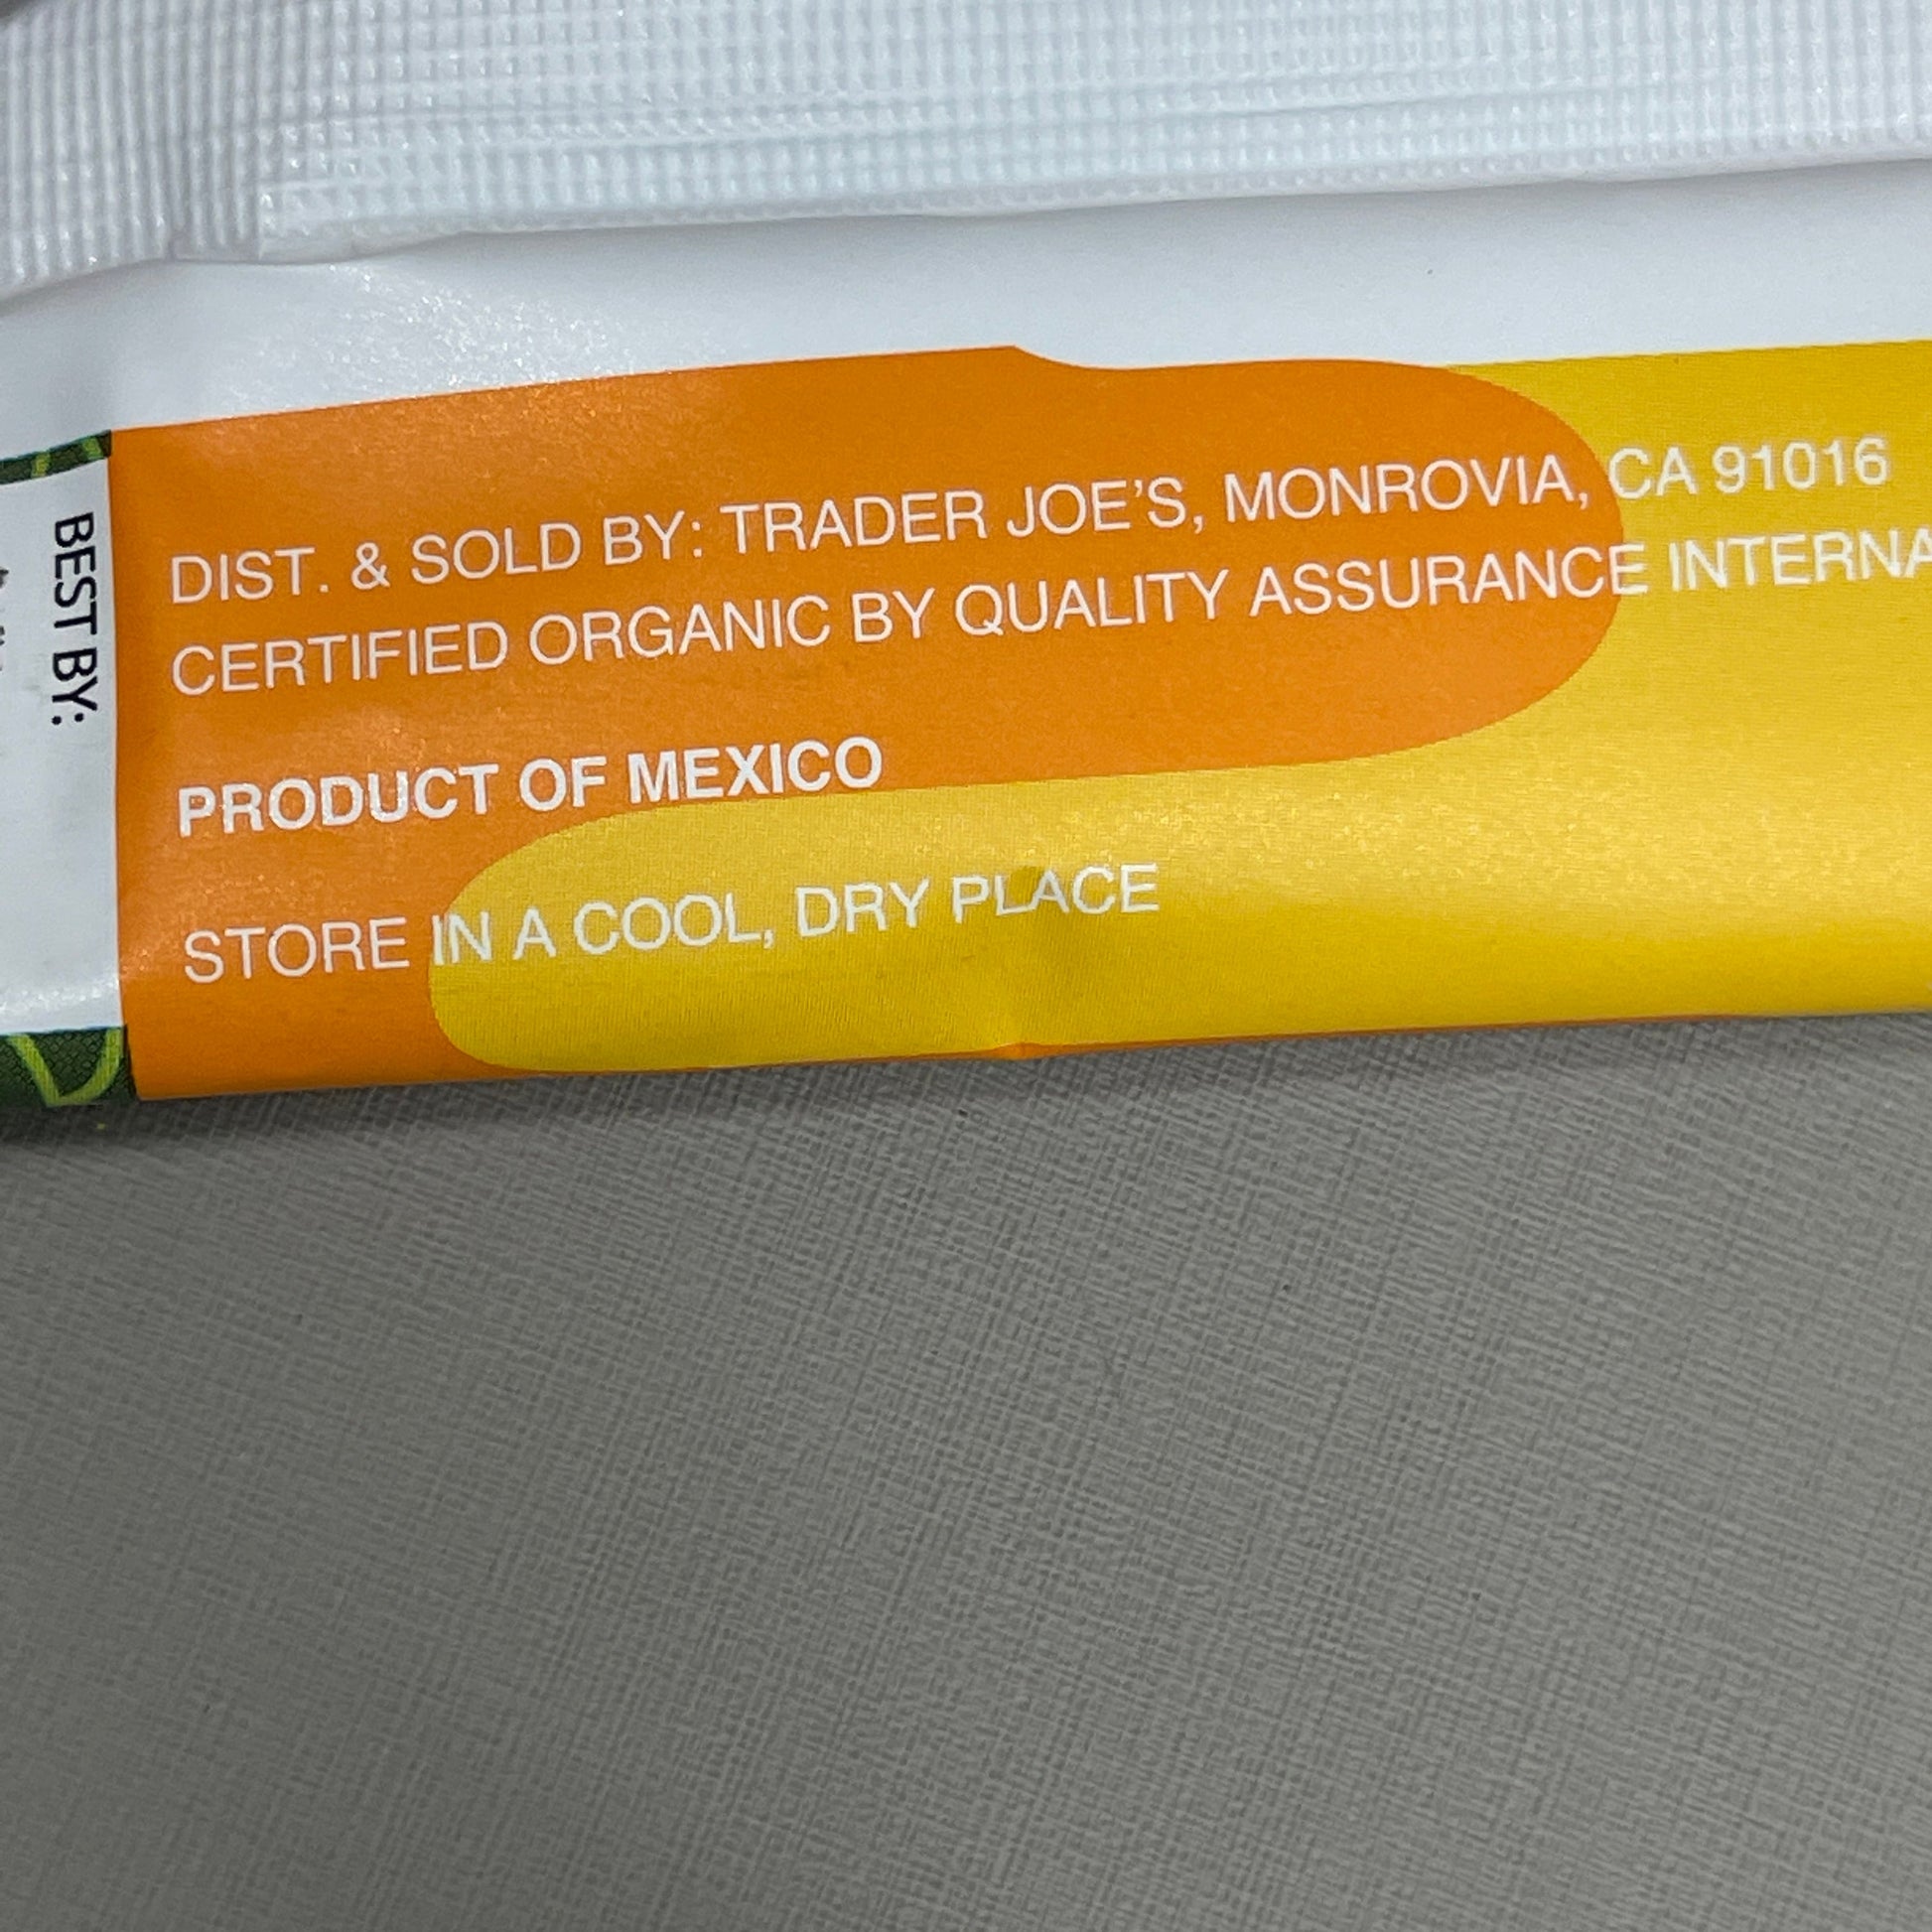 DIST. & SOLD BY: TRADER JOE'S, MONROVIA, CA 91016
CERTIFIED ORGANIC BY QUALITY ASSURANCE INTERNA
PRODUCT OF MEXICO
STORE IN A COOL, DRY PLACE
BEST BY: